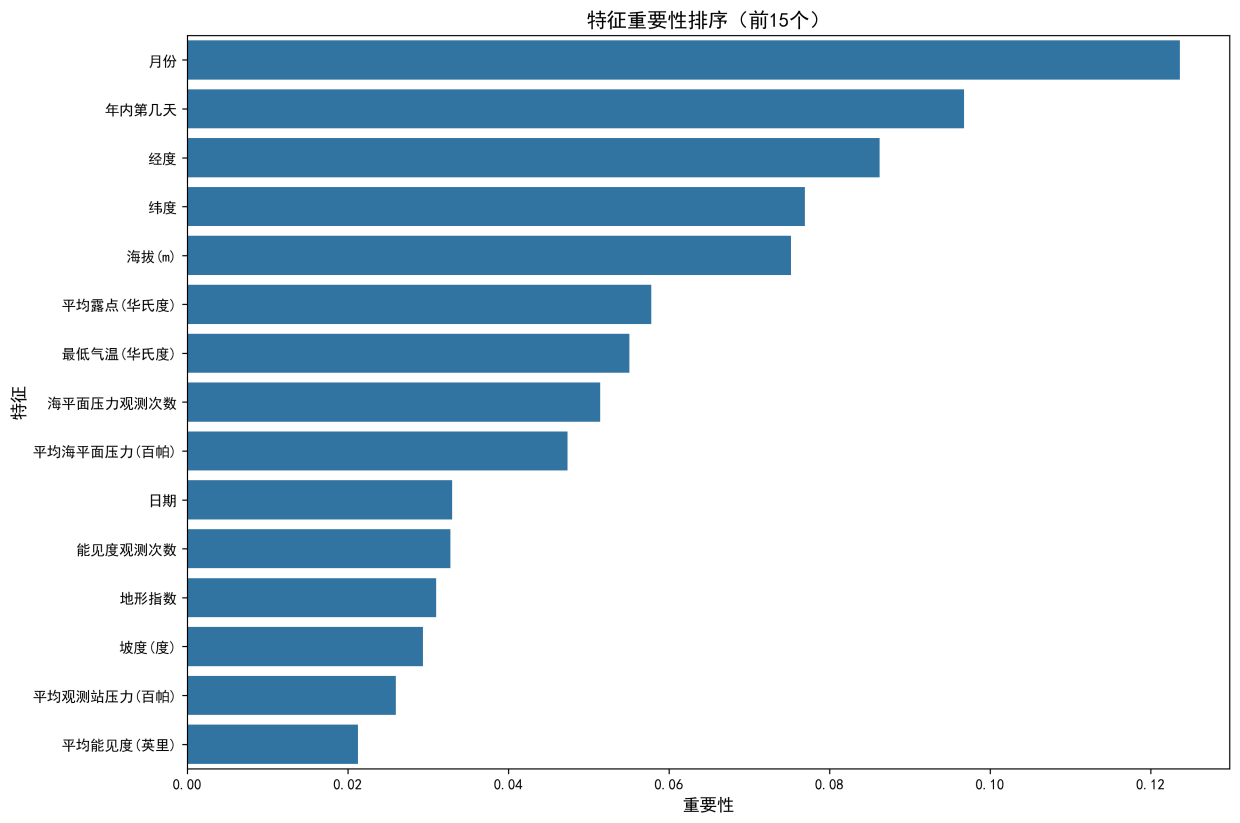 特征重要性排序（前15个）
月份
年内第几天
经度
纬度
海拔(m)
平均露点(华氏度)
最低气温(华氏度)
海平面压力观测次数
平均海平面压力(百帕)
日期
能见度观测次数
地形指数
坡度(度)
平均观测站压力(百帕)
平均能见度(英里)
特征
0.00 0.02 0.04 0.06 0.08 0.10 0.12
重要性